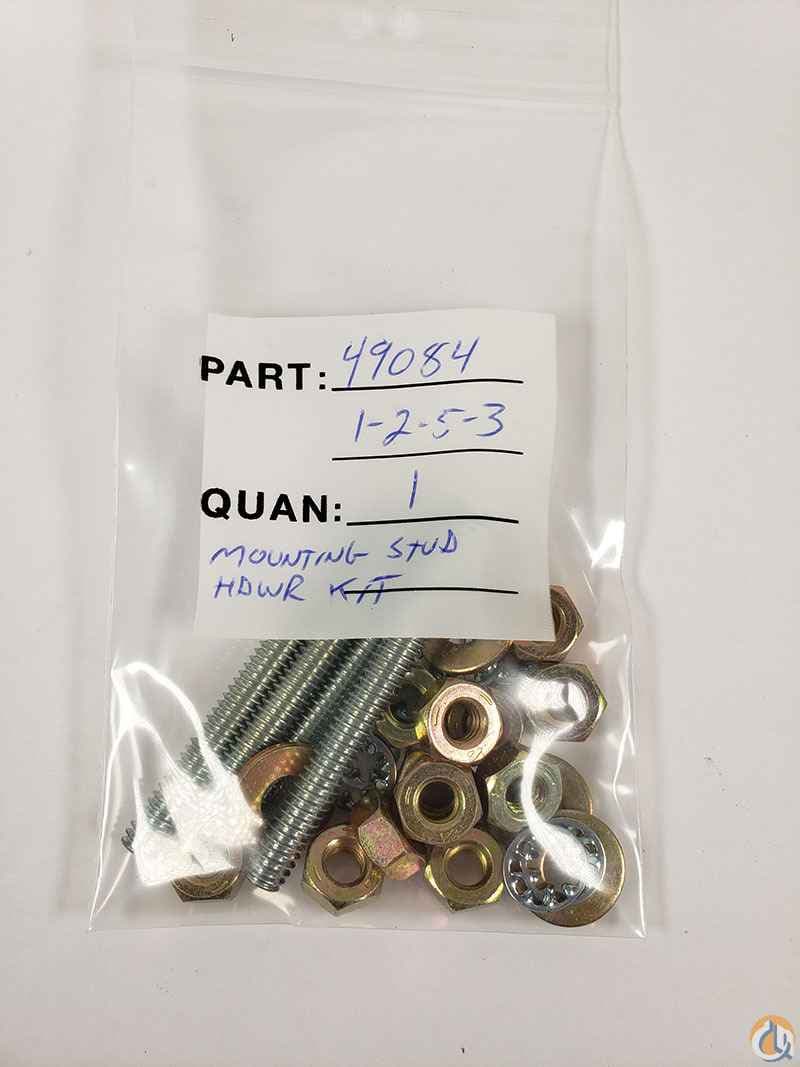 PART: 49084
1-2-5-3
QUAN: 1
MOUNTING STUD
HDWR KIT